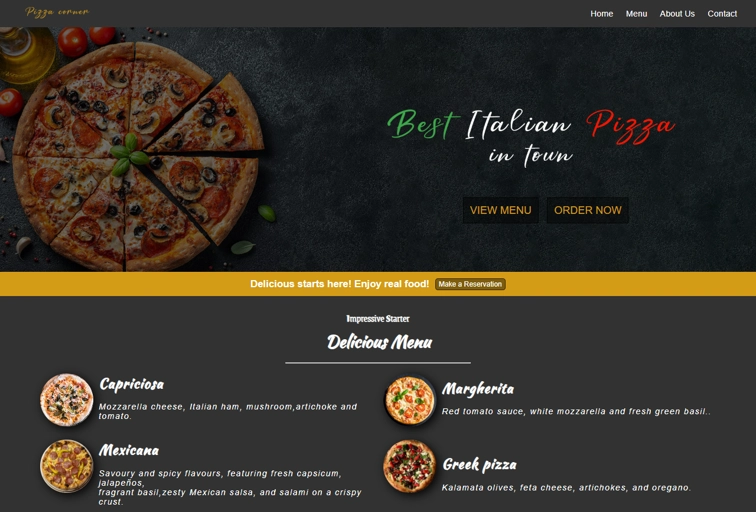 Pizza corner
Home Menu About Us Contact
Best Italian Pizza
in town
VIEW MENU ORDER NOW
Delicious starts here! Enjoy real food! Make a Reservation
Impressive Starter
Delicious Menu
Capriciosa
Mozzarella cheese, Italian ham, mushroom,artichoke and
tomato.
Margherita
Red tomato sauce, white mozzarella and fresh green basil..
Mexicana
Savoury and spicy flavours, featuring fresh capsicum,
jalapeños,
fragrant basil,zesty Mexican salsa, and salami on a crispy
crust.
Greek pizza
Kalamata olives, feta cheese, artichokes, and oregano.